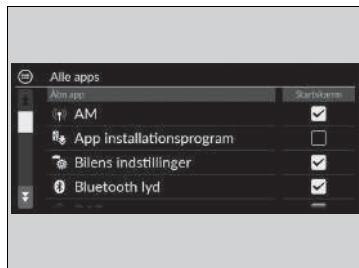 Alle apps
Åbn app Startskærm
AM
App installationsprogram
Bilens indstillinger
Bluetooth lyd